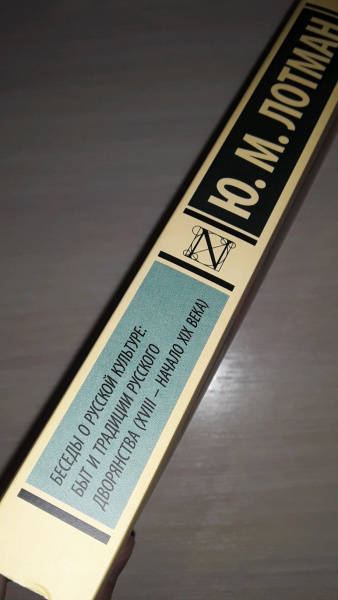 Ю. М. ЛОТМАН
БЕСЕДЫ О РУССКОЙ КУЛЬТУРЕ:
БЫТ И ТРАДИЦИИ РУССКОГО
ДВОРЯНСТВА (XVIII – НАЧАЛО XIX ВЕКА)